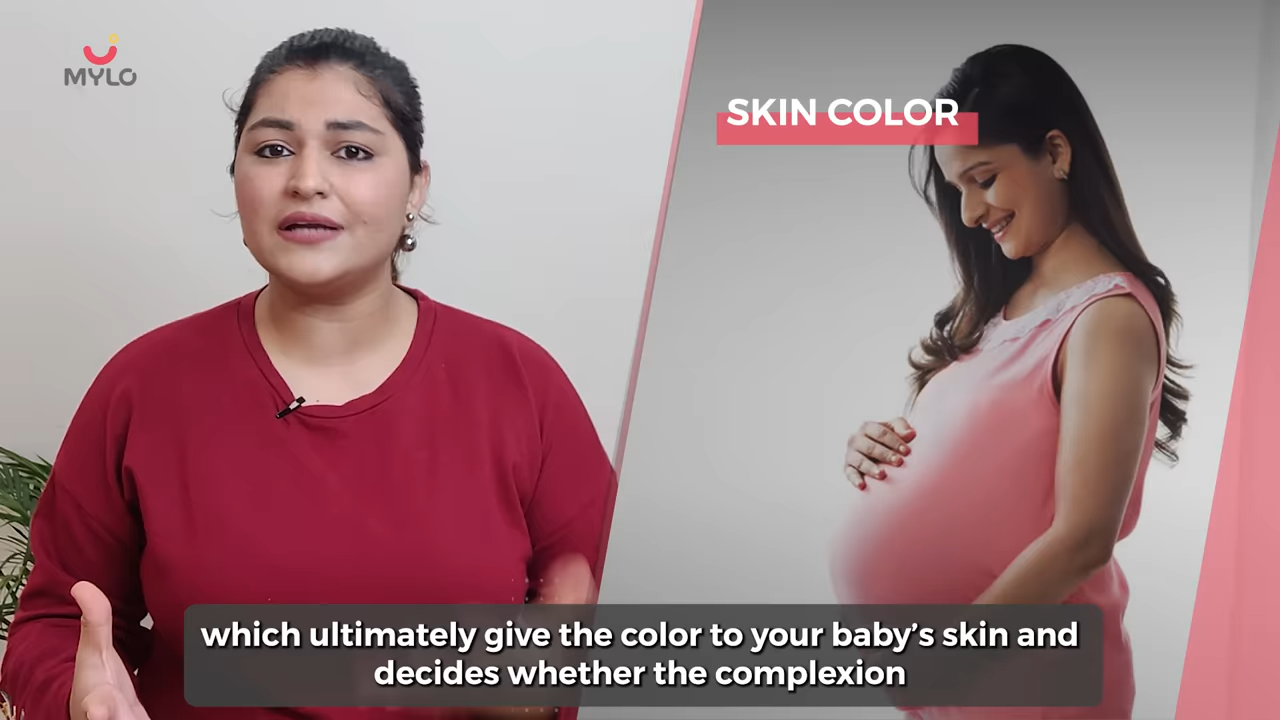 MYLO
SKIN COLOR
which ultimately give the color to your baby's skin and
decides whether the complexion